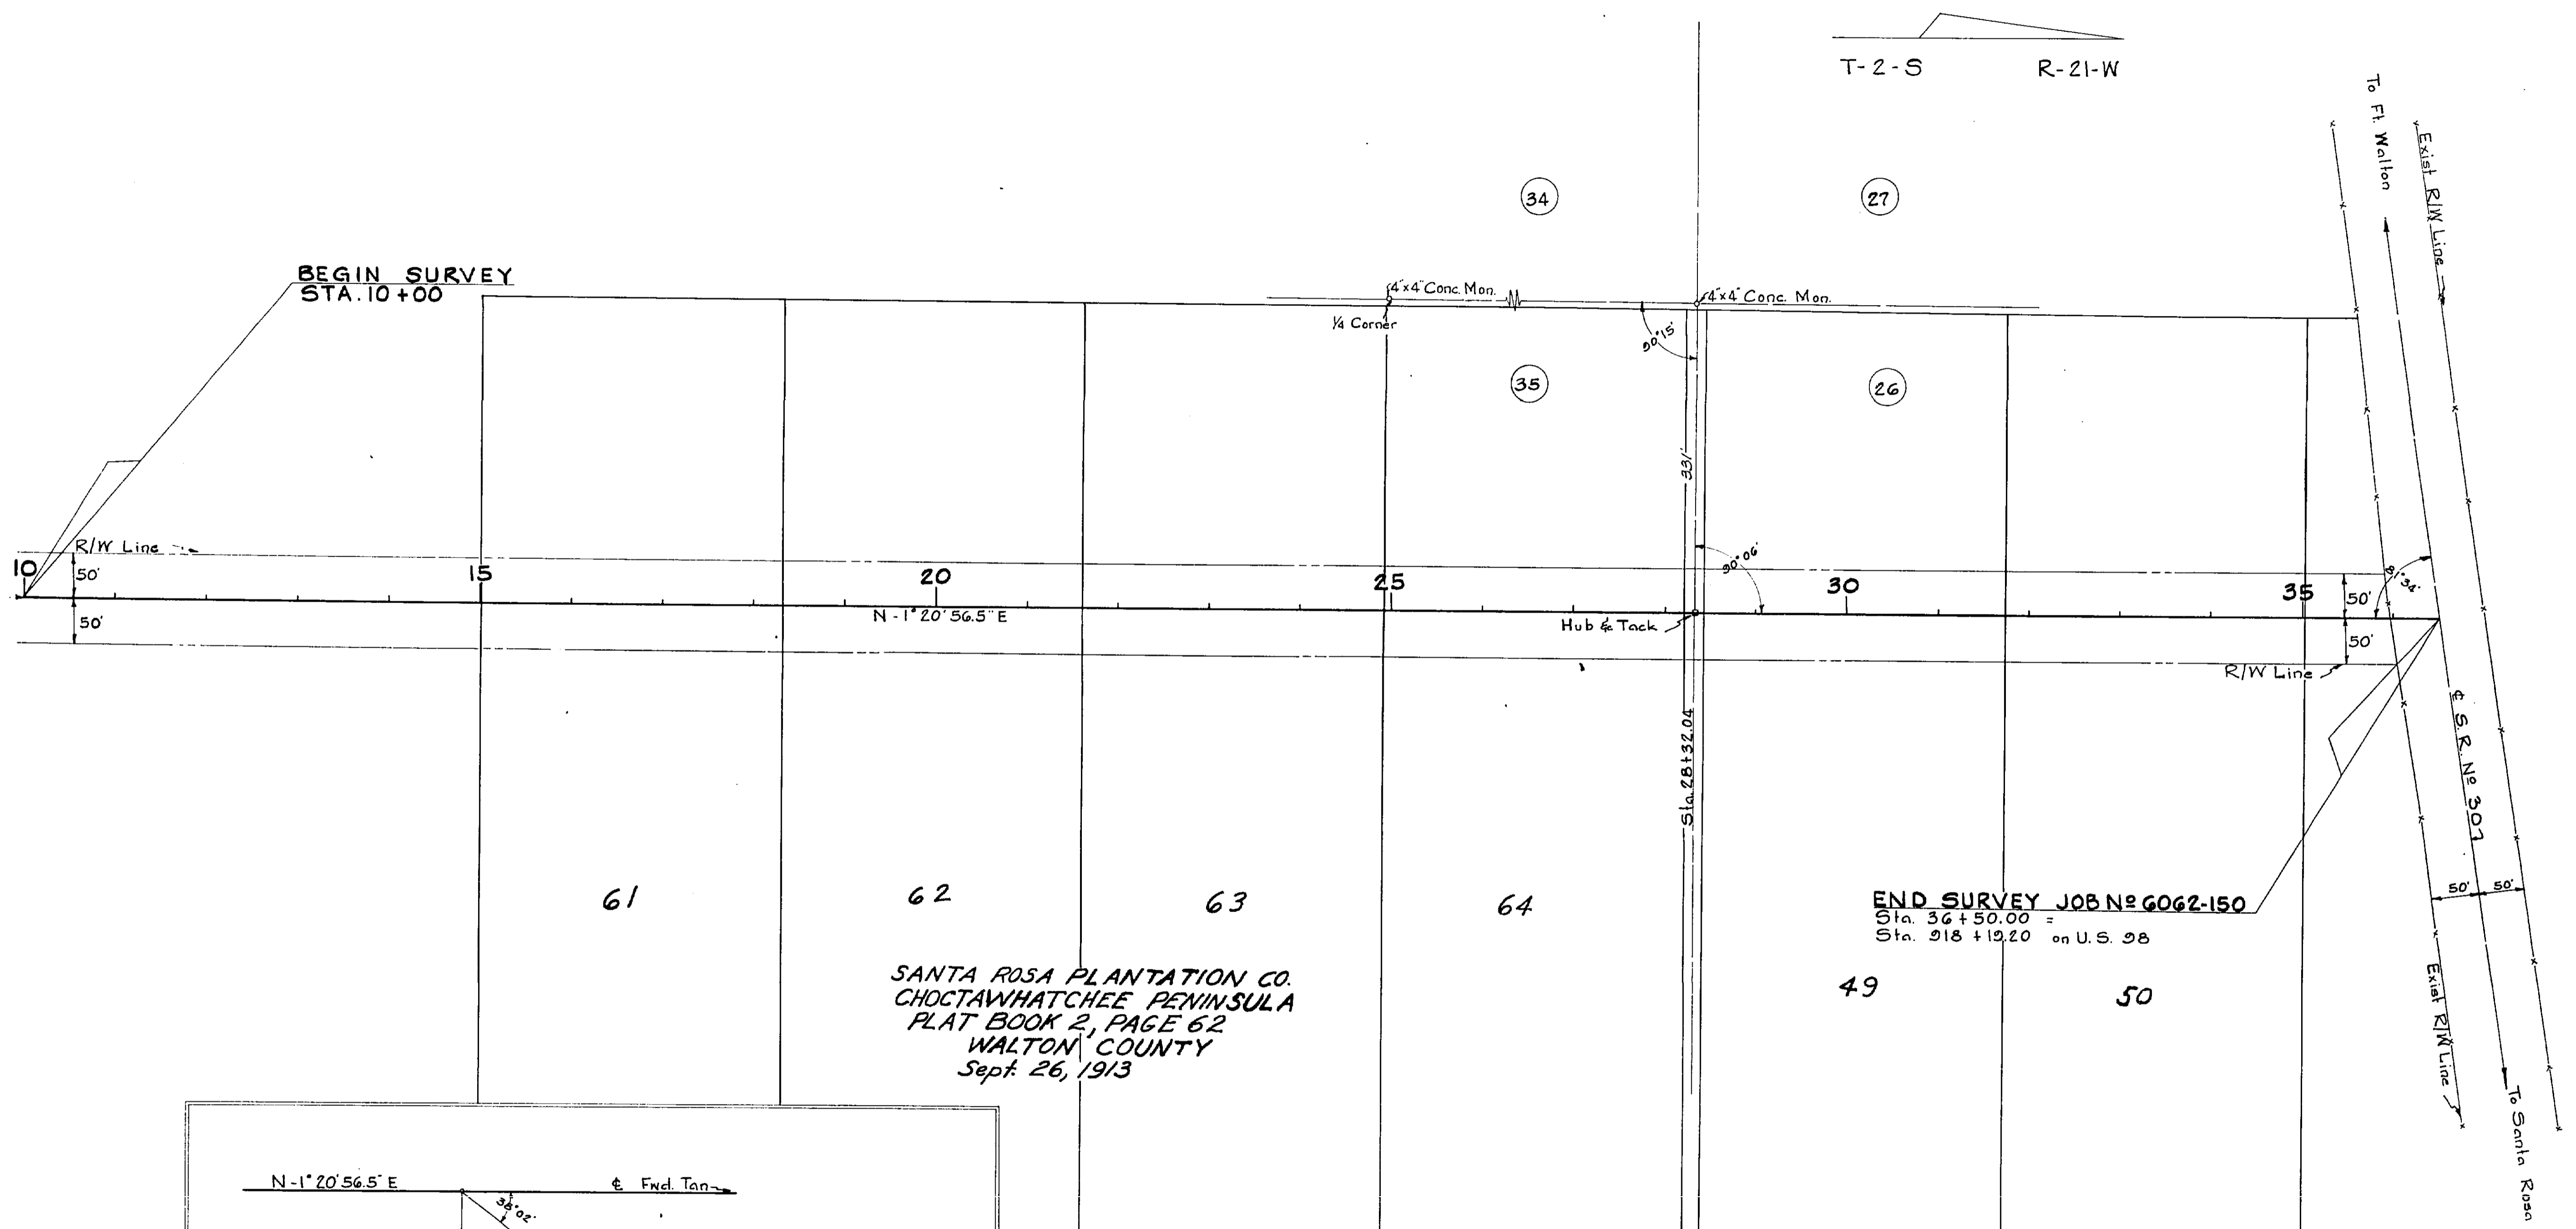 T-2-S R-21-W
To Ft. Walton
Exist R/W Line
34
27
BEGIN SURVEY
STA. 10+00
4"x4" Conc. Mon.
4"x4" Conc. Mon.
1/4 Corner
90°15'
35
26
331'
R/W Line
10
50'
15
20
25
30
35
90°06'
81°34'
50'
50'
N-1°20'56.5"E
Hub & Tack
50'
R/W Line
Sta. 28+32.04
℄ S.R. Nº 307
61
62
63
64
END SURVEY JOB Nº 6062-150
Sta. 36+50.00 =
Sta. 918+19.20 on U.S. 98
50' 50'
SANTA ROSA PLANTATION CO.
CHOCTAWHATCHEE PENINSULA
PLAT BOOK 2, PAGE 62
WALTON COUNTY
Sept. 26, 1913
49
50
Exist R/W Line
To Santa Rosa
N-1°20'56.5"E ℄ Fwd. Tan.
38°02'